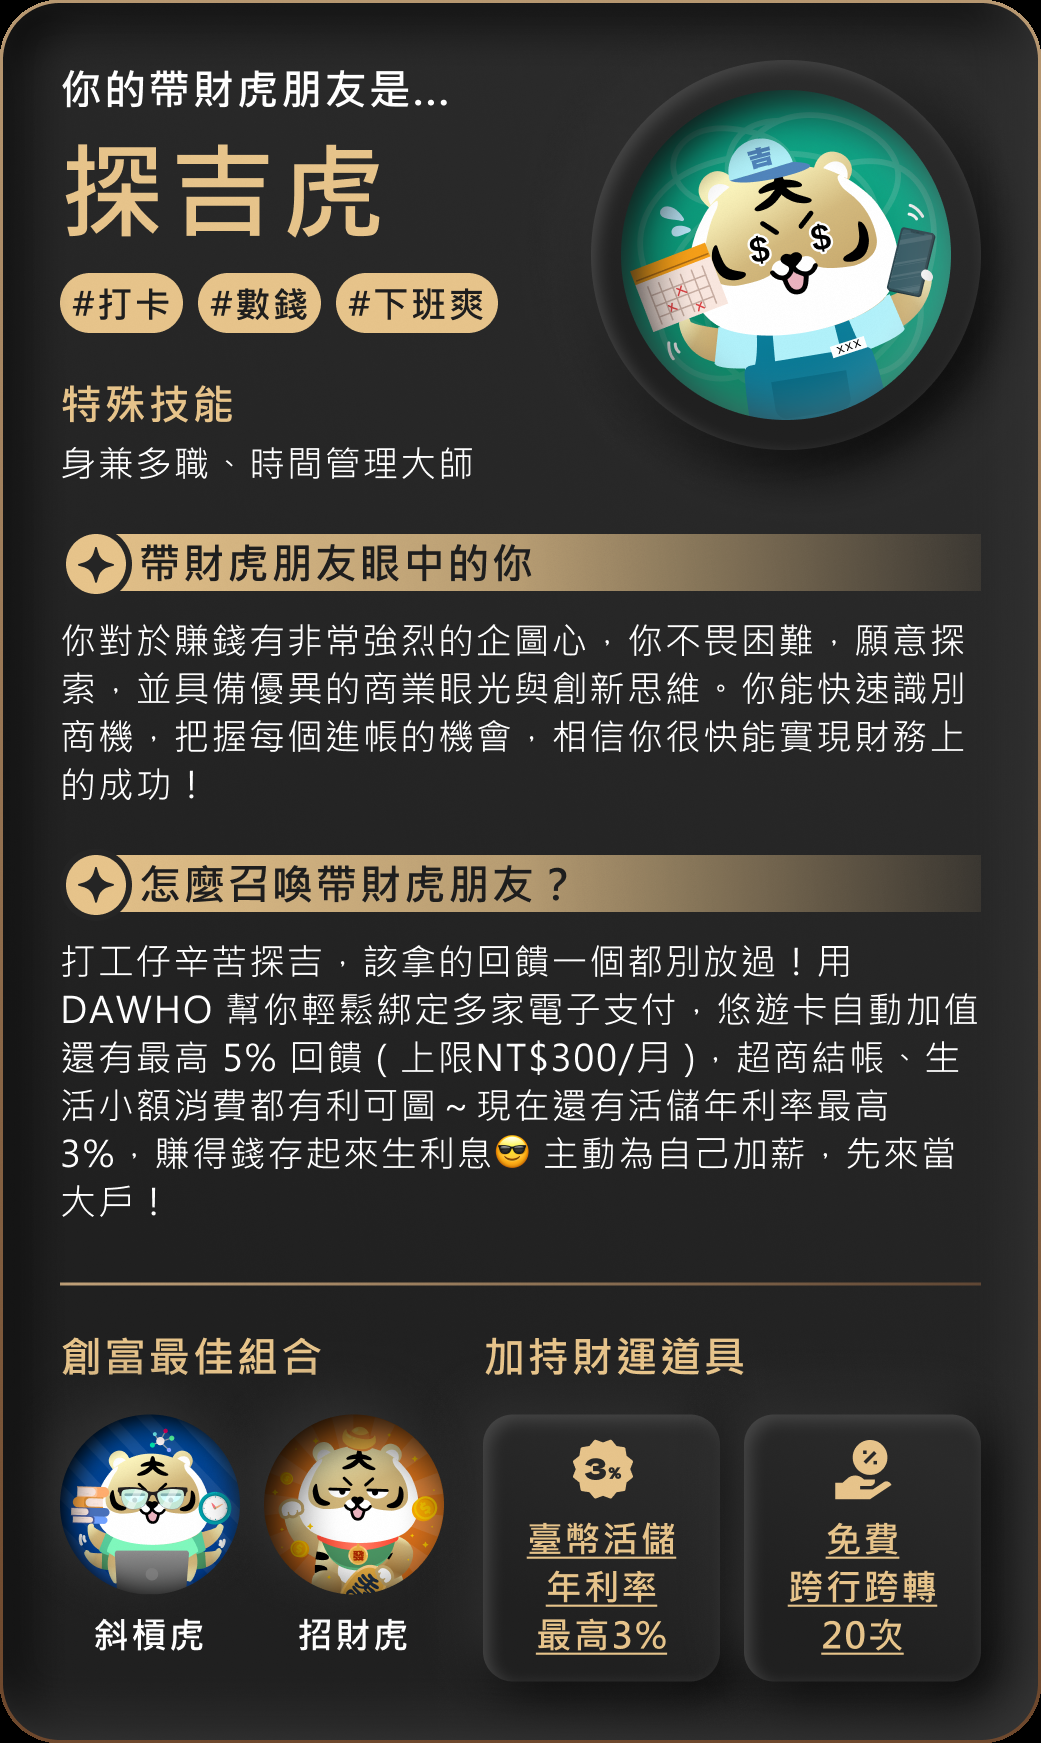 你的帶財虎朋友是...
探吉虎
#打卡 #數錢 #下班爽
吉
$ $
XXX
特殊技能
身兼多職、時間管理大師
帶財虎朋友眼中的你
你對於賺錢有非常強烈的企圖心，你不畏困難，願意探
索，並具備優異的商業眼光與創新思維。你能快速識別
商機，把握每個進帳的機會，相信你很快能實現財務上
的成功！
怎麼召喚帶財虎朋友？
打工仔辛苦探吉，該拿的回饋一個都別放過！用
DAWHO 幫你輕鬆綁定多家電子支付，悠遊卡自動加值
還有最高 5% 回饋（上限NT$300/月），超商結帳、生
活小額消費都有利可圖～現在還有活儲年利率最高
3%，賺得錢存起來生利息😎 主動為自己加薪，先來當
大戶！
創富最佳組合
斜槓虎
招財虎
加持財運道具
3%
臺幣活儲
年利率
最高3%
%
免費
跨行跨轉
20次